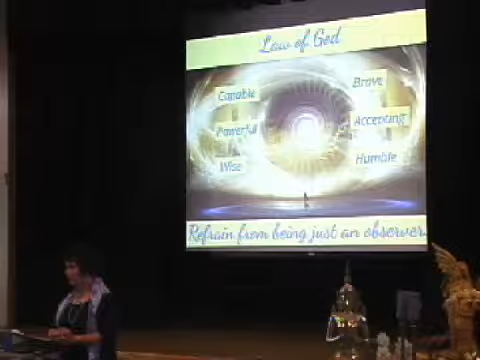 Law of God
Capable
Brave
Powerful
Accepting
Wise
Humble
Refrain from being just an observer